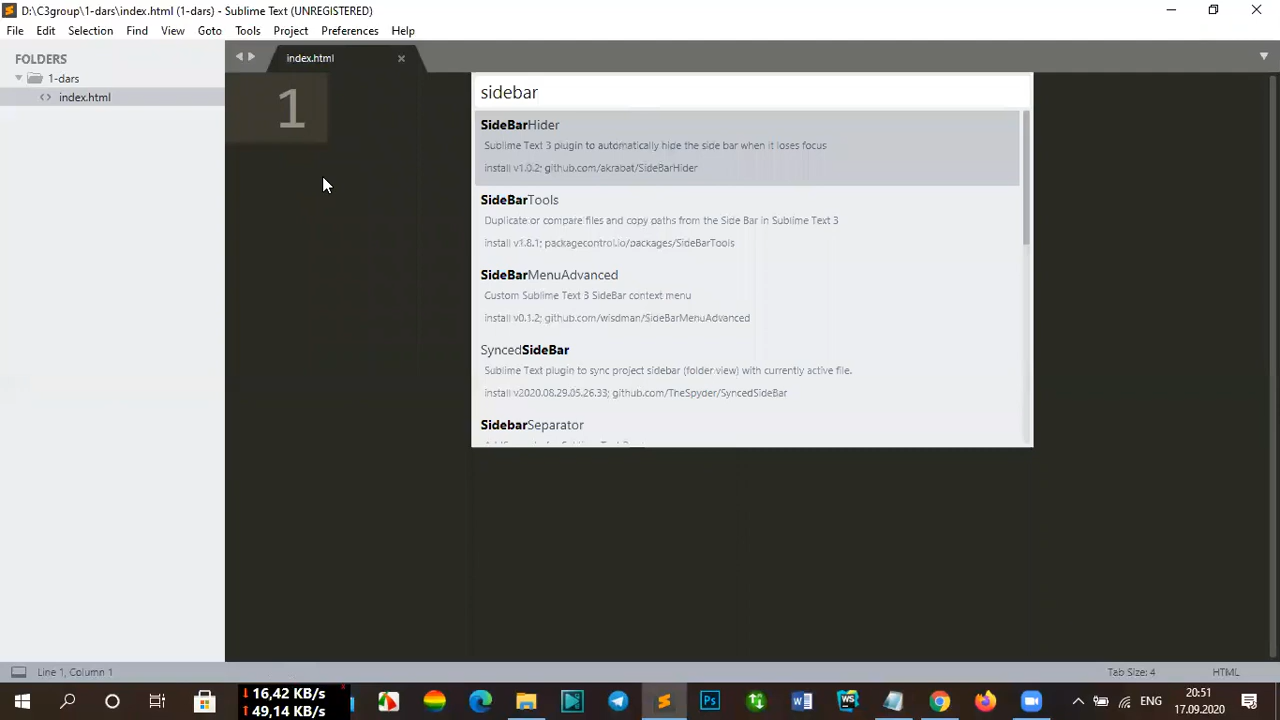 D:\C3group\1-dars\index.html (1-dars) - Sublime Text (UNREGISTERED)
File Edit Selection Find View Goto Tools Project Preferences Help
FOLDERS
1-dars
<> index.html
index.html
1
sidebar
SideBarHider
Sublime Text 3 plugin to automatically hide the side bar when it loses focus
install v1.0.2; github.com/akrabat/SideBarHider
SideBarTools
Duplicate or compare files and copy paths from the Side Bar in Sublime Text 3
install v1.8.1; packagecontrol.io/packages/SideBarTools
SideBarMenuAdvanced
Custom Sublime Text 3 SideBar context menu
install v0.1.2; github.com/wisdman/SideBarMenuAdvanced
SyncedSideBar
Sublime Text plugin to sync project sidebar (folder view) with currently active file.
install v2020.08.29.05.26.33; github.com/TheSpyder/SyncedSideBar
SidebarSeparator
Line 1, Column 1
Tab Size: 4
HTML
16,42 KB/s
49,14 KB/s
ENG
20:51
17.09.2020